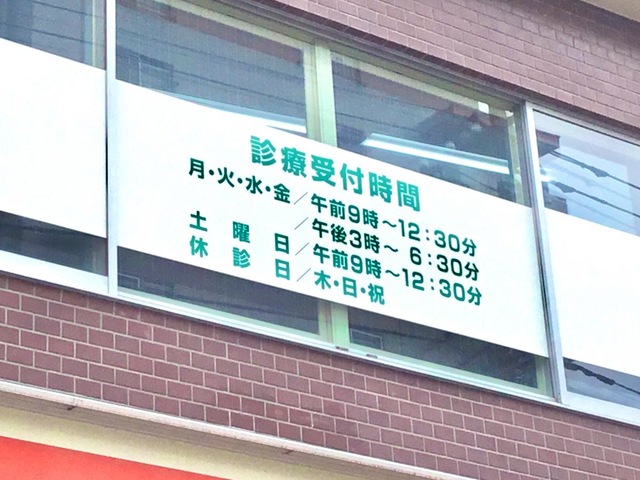 診療受付時間
月・火・水・金／午前9時～12：30分
／午後3時～ 6：30分
土曜日／午前9時～12：30分
休診日／木・日・祝